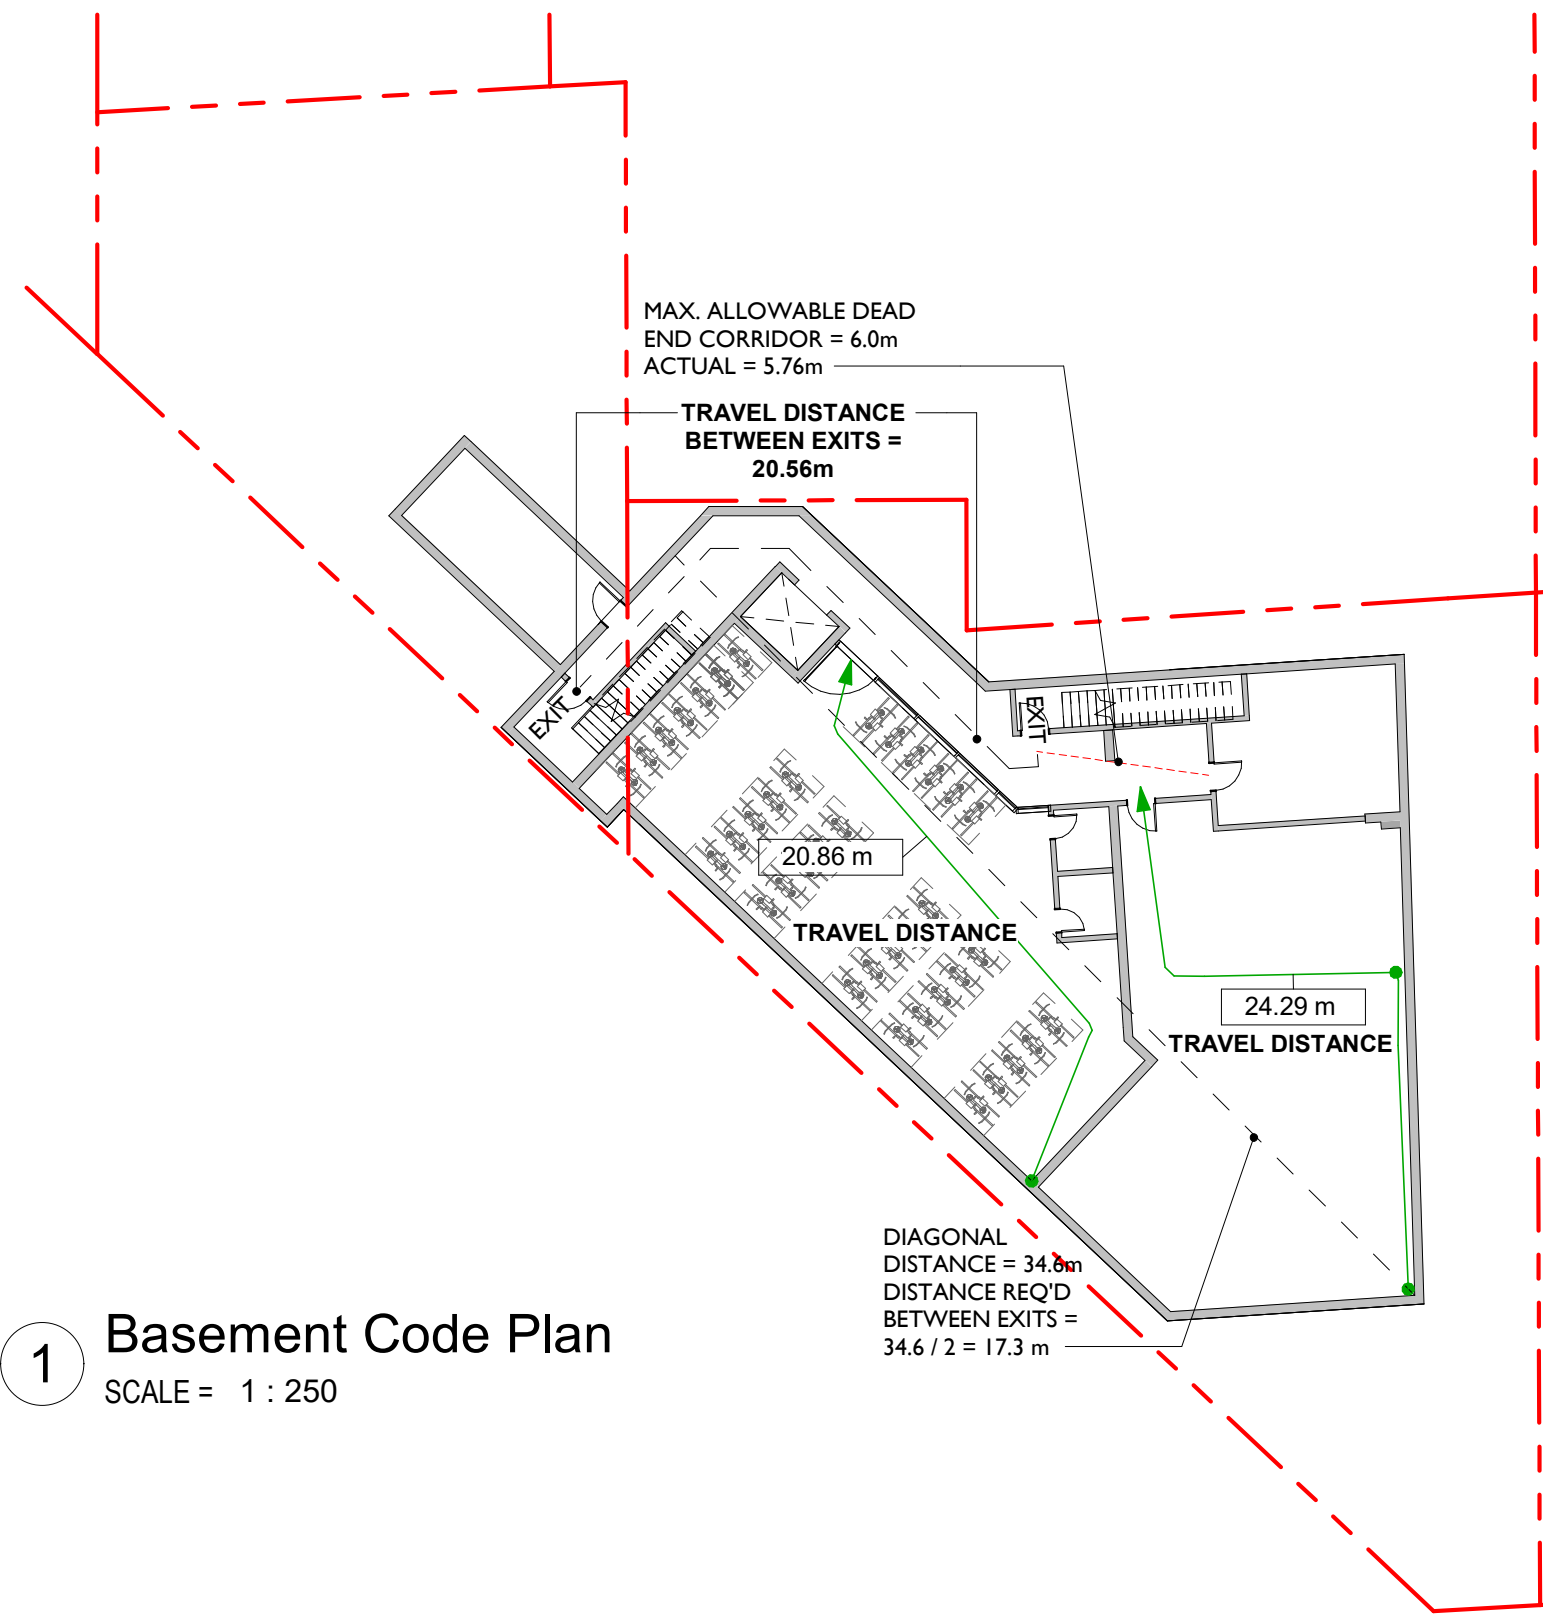 MAX. ALLOWABLE DEAD
END CORRIDOR = 6.0m
ACTUAL = 5.76m
TRAVEL DISTANCE
BETWEEN EXITS =
20.56m
EXIT
EXIT
20.86 m
TRAVEL DISTANCE
24.29 m
TRAVEL DISTANCE
DIAGONAL
DISTANCE = 34.6m
DISTANCE REQ'D
BETWEEN EXITS =
34.6 / 2 = 17.3 m
1
Basement Code Plan
SCALE = 1 : 250